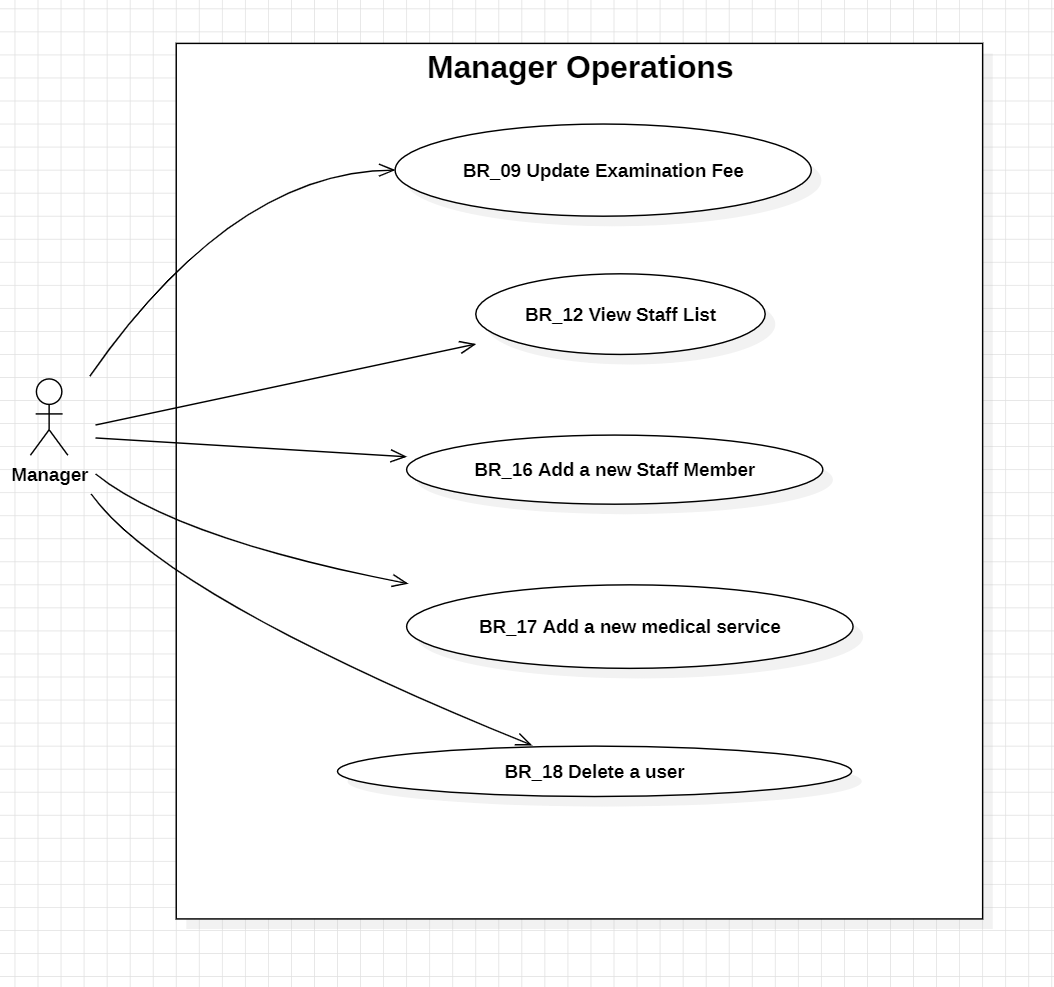 Manager Operations
BR_09 Update Examination Fee
BR_12 View Staff List
BR_16 Add a new Staff Member
Manager
BR_17 Add a new medical service
BR_18 Delete a user